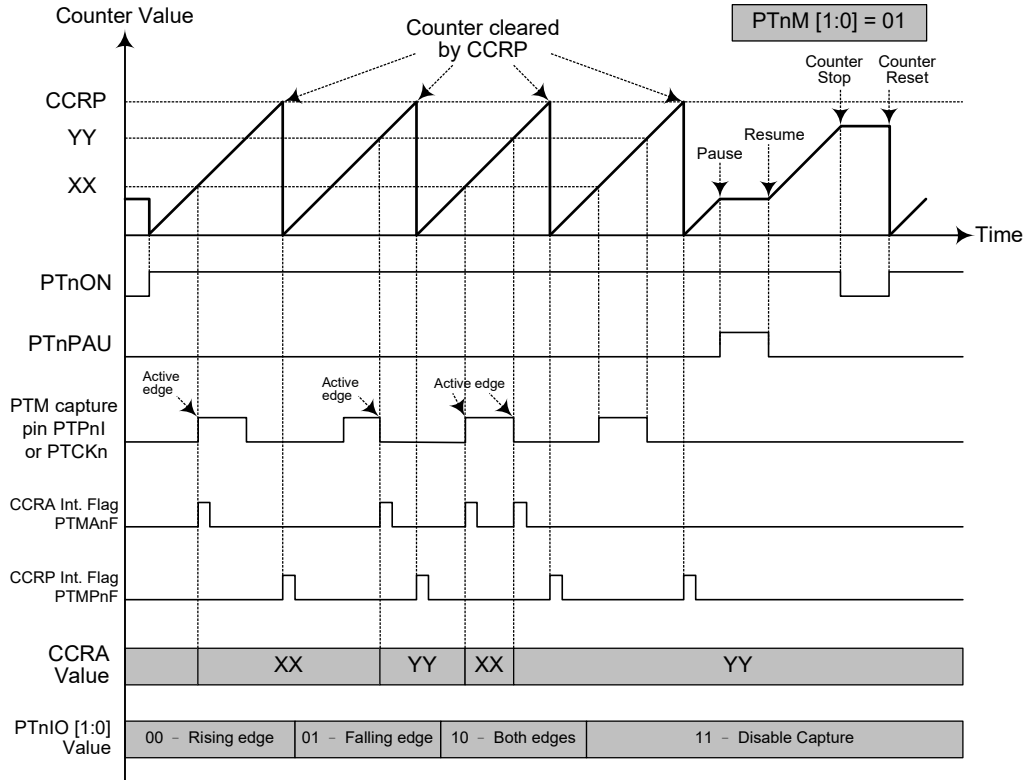 Counter Value
PTnM [1:0] = 01
Counter cleared
by CCRP
Counter
Stop
Counter
Reset
CCRP
YY
XX
Pause
Resume
Time
PTnON
PTnPAU
Active
edge
Active
edge
Active edge
PTM capture
pin PTPnI
or PTCKn
CCRA Int. Flag
PTMAnF
CCRP Int. Flag
PTMPnF
CCRA
Value
XX
YY
XX
YY
PTnIO [1:0]
Value
00 – Rising edge
01 – Falling edge
10 – Both edges
11 – Disable Capture